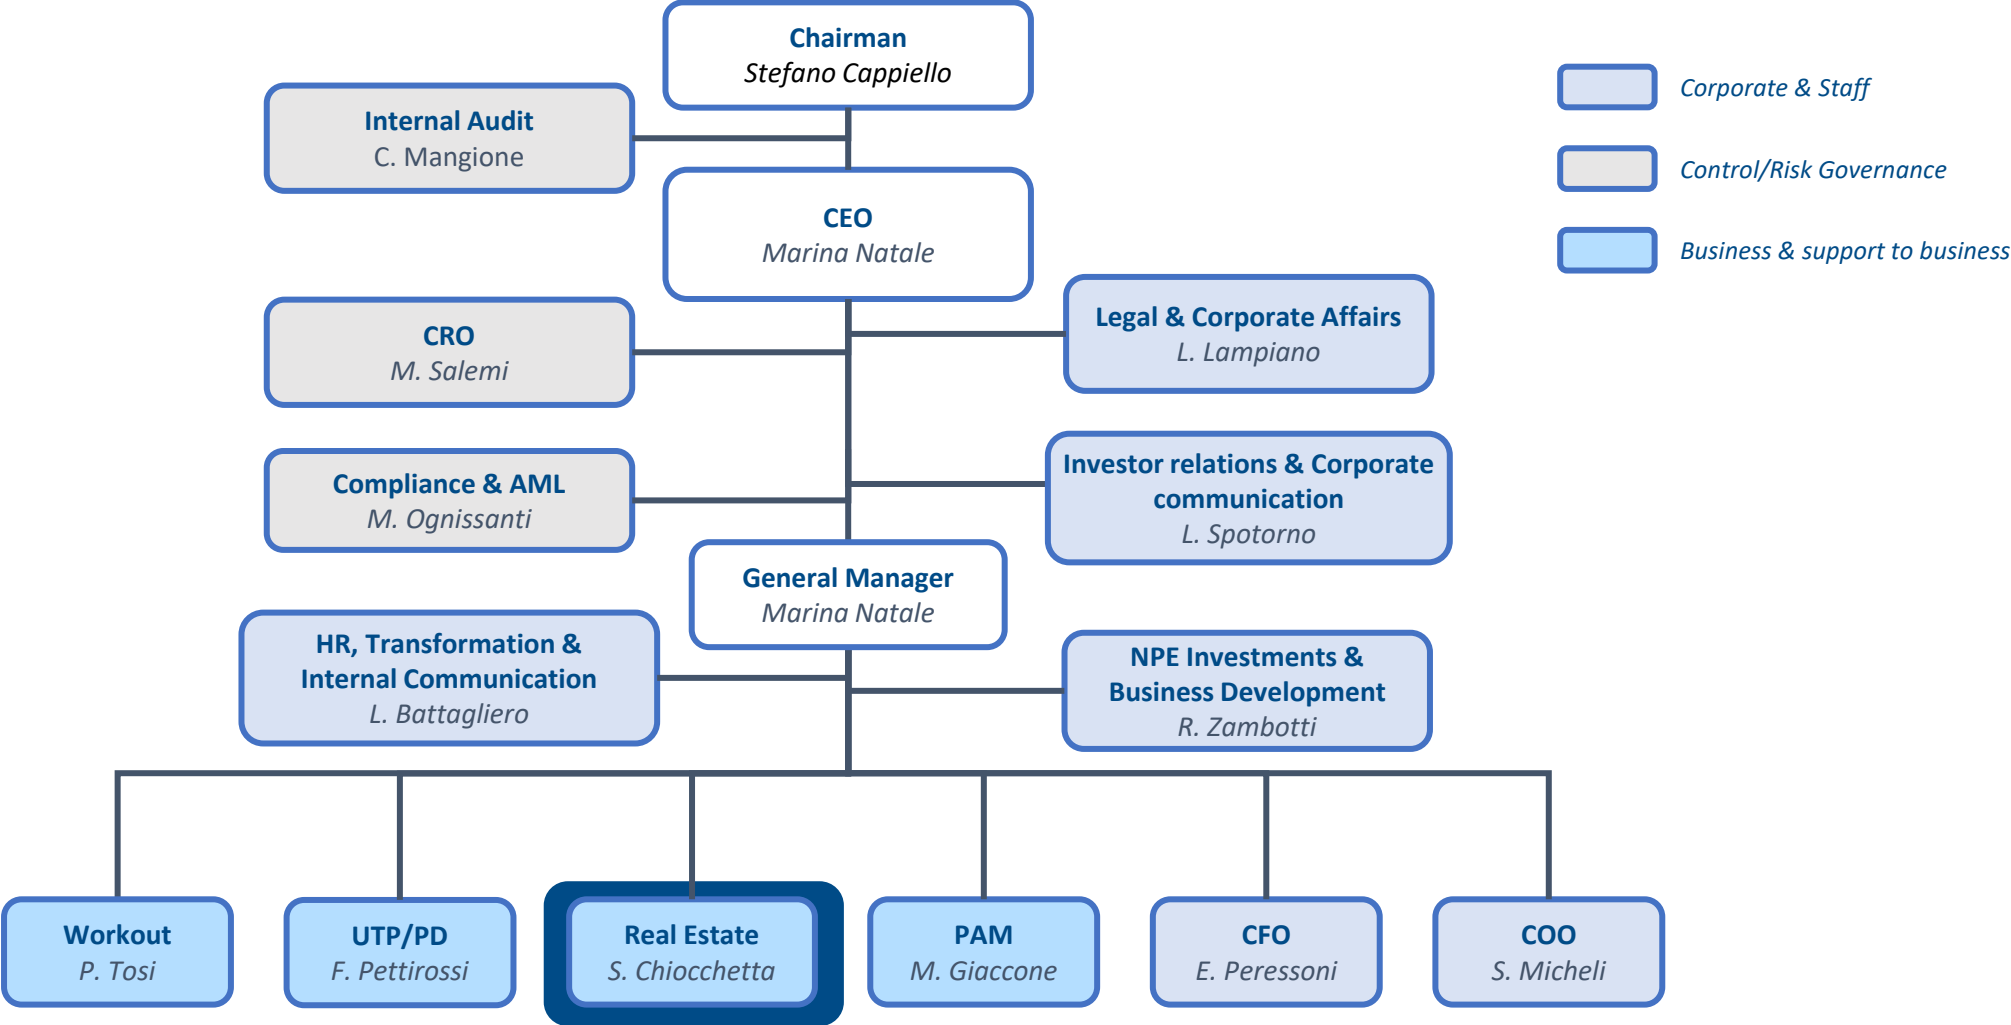 Chairman
Stefano Cappiello
Internal Audit
C. Mangione
CEO
Marina Natale
CRO
M. Salemi
Legal & Corporate Affairs
L. Lampiano
Compliance & AML
M. Ognissanti
Investor relations & Corporate
communication
L. Spotorno
General Manager
Marina Natale
HR, Transformation &
Internal Communication
L. Battagliero
NPE Investments &
Business Development
R. Zambotti
Workout
P. Tosi
UTP/PD
F. Pettirossi
Real Estate
S. Chiocchetta
PAM
M. Giaccone
CFO
E. Peressoni
COO
S. Micheli
Corporate & Staff
Control/Risk Governance
Business & support to business